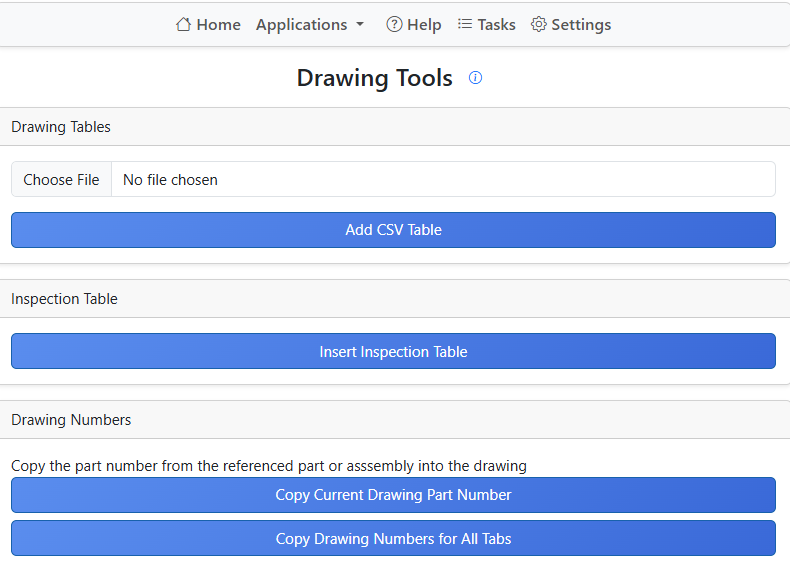 Home Applications Help Tasks Settings
Drawing Tools
Drawing Tables
Choose File No file chosen
Add CSV Table
Inspection Table
Insert Inspection Table
Drawing Numbers
Copy the part number from the referenced part or asssembly into the drawing
Copy Current Drawing Part Number
Copy Drawing Numbers for All Tabs